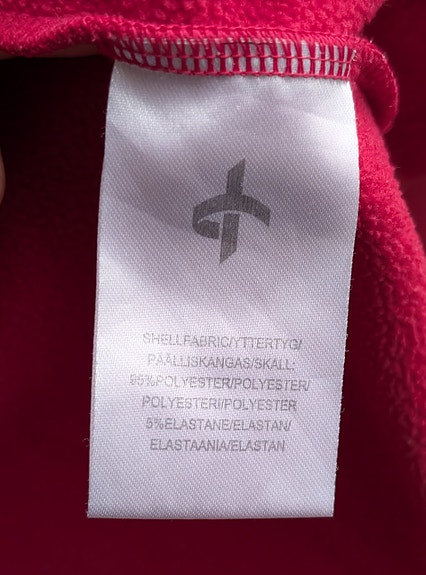 SHELLFABRIC/YTTERTYG/
PÄÄLLISKANGAS/SKALL:
95%POLYESTER/POLYESTER/
POLYESTERI/POLYESTER
5%ELASTANE/ELASTAN/
ELASTAANIA/ELASTAN